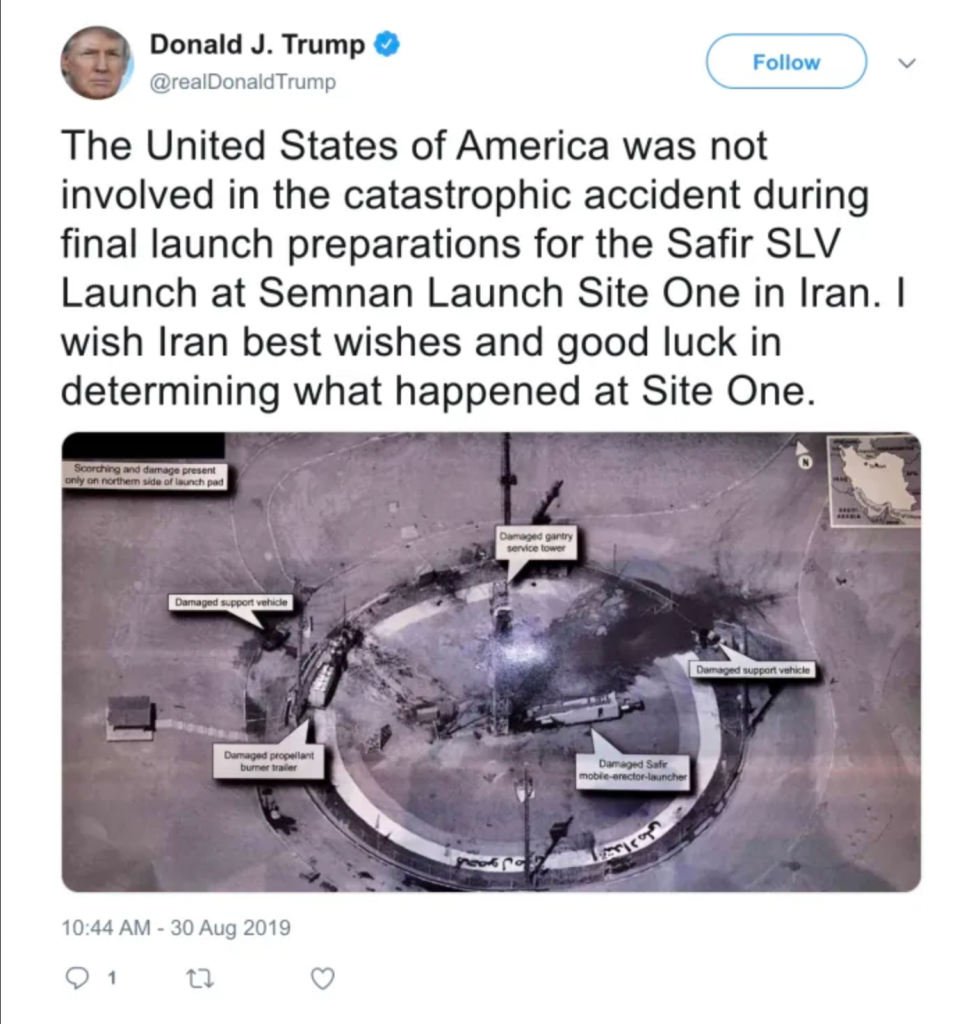 Donald J. Trump
@realDonaldTrump
Follow
The United States of America was not
involved in the catastrophic accident during
final launch preparations for the Safir SLV
Launch at Semnan Launch Site One in Iran. I
wish Iran best wishes and good luck in
determining what happened at Site One.
Scorching and damage present
only on northern side of launch pad
N
Damaged gantry
service tower
Damaged support vehicle
Damaged support vehicle
Damaged propellant
burner trailer
Damaged Safir
mobile-erector-launcher
SAUDI
ARABIA
10:44 AM - 30 Aug 2019
1